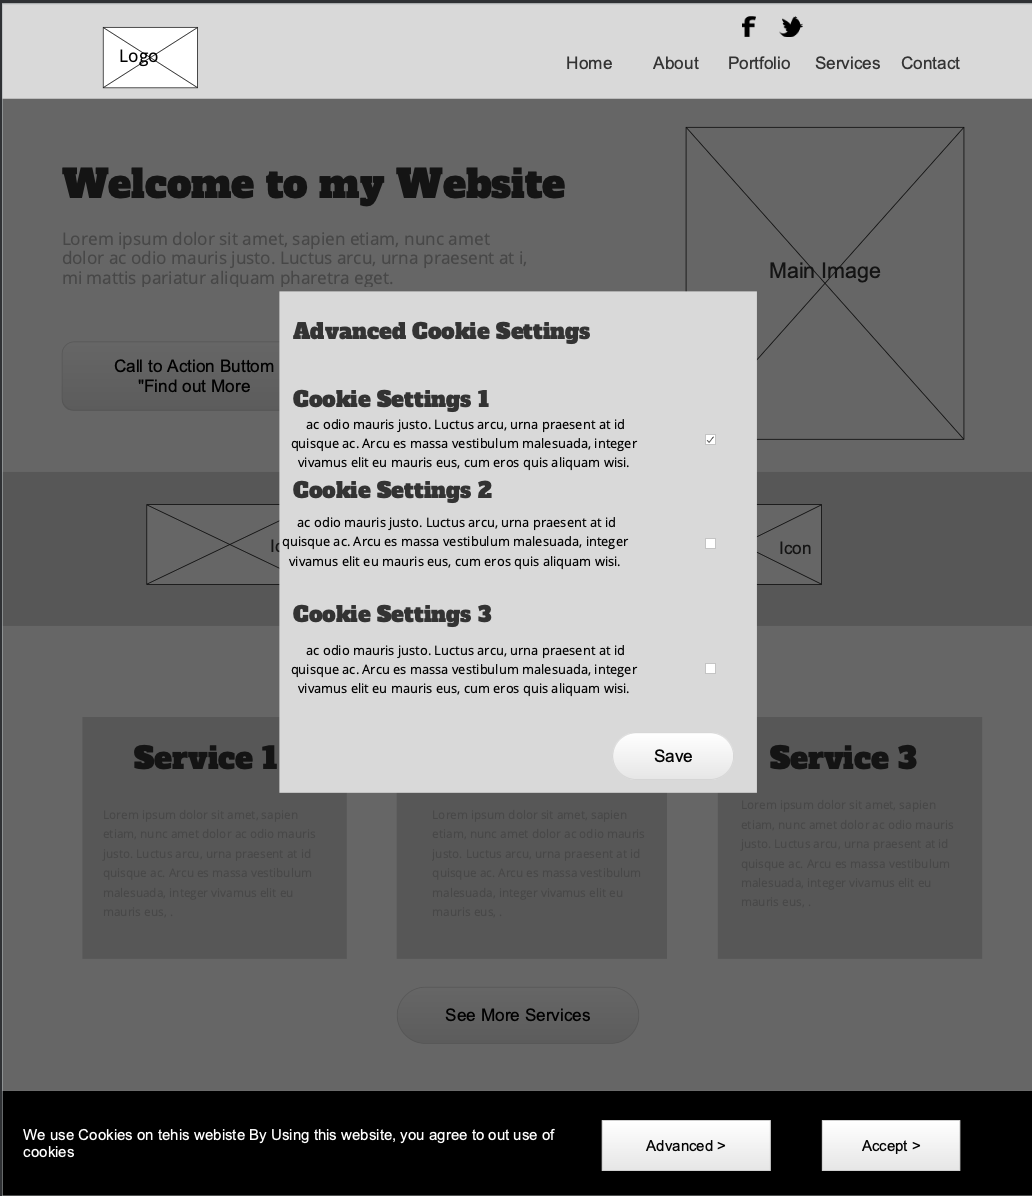 Logo
Home About Portfolio Services Contact
Welcome to my Website
Lorem ipsum dolor sit amet, sapien etiam, nunc amet
dolor ac odio mauris justo. Luctus arcu, urna praesent at i,
mi mattis pariatur aliquam pharetra eget.
Main Image
Call to Action Buttom
"Find out More
Advanced Cookie Settings
Cookie Settings 1
ac odio mauris justo. Luctus arcu, urna praesent at id
quisque ac. Arcu es massa vestibulum malesuada, integer
vivamus elit eu mauris eus, cum eros quis aliquam wisi.
Cookie Settings 2
ac odio mauris justo. Luctus arcu, urna praesent at id
quisque ac. Arcu es massa vestibulum malesuada, integer
vivamus elit eu mauris eus, cum eros quis aliquam wisi.
Cookie Settings 3
ac odio mauris justo. Luctus arcu, urna praesent at id
quisque ac. Arcu es massa vestibulum malesuada, integer
vivamus elit eu mauris eus, cum eros quis aliquam wisi.
Save
Icon
Service 1
Lorem ipsum dolor sit amet, sapien
etiam, nunc amet dolor ac odio mauris
justo. Luctus arcu, urna praesent at id
quisque ac. Arcu es massa vestibulum
malesuada, integer vivamus elit eu
mauris eus, .
Lorem ipsum dolor sit amet, sapien
etiam, nunc amet dolor ac odio mauris
justo. Luctus arcu, urna praesent at id
quisque ac. Arcu es massa vestibulum
malesuada, integer vivamus elit eu
mauris eus, .
Service 3
Lorem ipsum dolor sit amet, sapien
etiam, nunc amet dolor ac odio mauris
justo. Luctus arcu, urna praesent at id
quisque ac. Arcu es massa vestibulum
malesuada, integer vivamus elit eu
mauris eus, .
See More Services
We use Cookies on tehis webiste By Using this website, you agree to out use of
cookies
Advanced >
Accept >